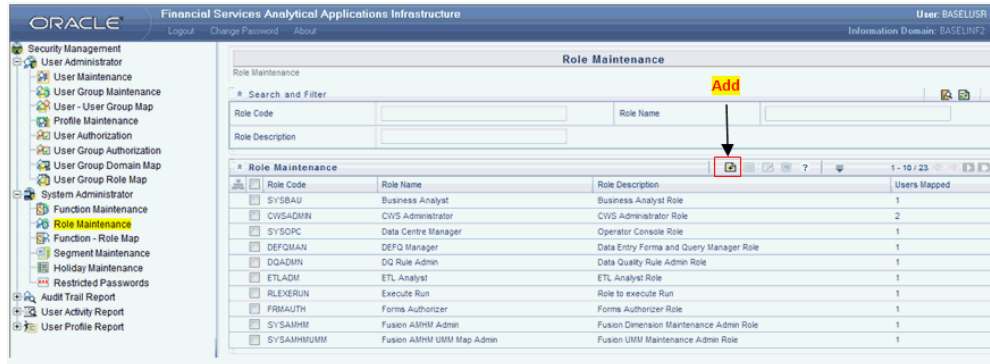 ORACLE
Financial Services Analytical Applications Infrastructure
User: BASELUSR
Logout Change Password About
Information Domain: BASELINF2
Security Management
User Administrator
User Maintenance
User Group Maintenance
User - User Group Map
Profile Maintenance
User Authorization
User Group Authorization
User Group Domain Map
User Group Role Map
System Administrator
Function Maintenance
Role Maintenance
Function - Role Map
Segment Maintenance
Holiday Maintenance
Restricted Passwords
Audit Trail Report
User Activity Report
User Profile Report
Role Maintenance
Role Maintenance
Add
Search and Filter
Role Code
Role Name
Role Description
Role Maintenance
?
1 - 10 / 23
Role Code Role Name Role Description Users Mapped
SYSBAU Business Analyst Business Analyst Role 1
CWSADMIN CWS Administrator CWS Administrator Role 2
SYSOPC Data Centre Manager Operator Console Role 1
DEFQMAN DEFQ Manager Data Entry Forma and Query Manager Role 1
DQADMN DQ Rule Admin Data Quality Rule Admin Role 1
ETLADM ETL Analyst ETL Analyst Role 1
RLEXERUN Execute Run Role to execute Run 1
FRMAUTH Forms Authorizer Forms Authorizer Role 1
SYSAMHM Fusion AMHM Admin Fusion Dimension Maintenance Admin Role 1
SYSAMHMUMM Fusion AMHM UMM Map Admin Fusion UMM Maintenance Admin Role 1